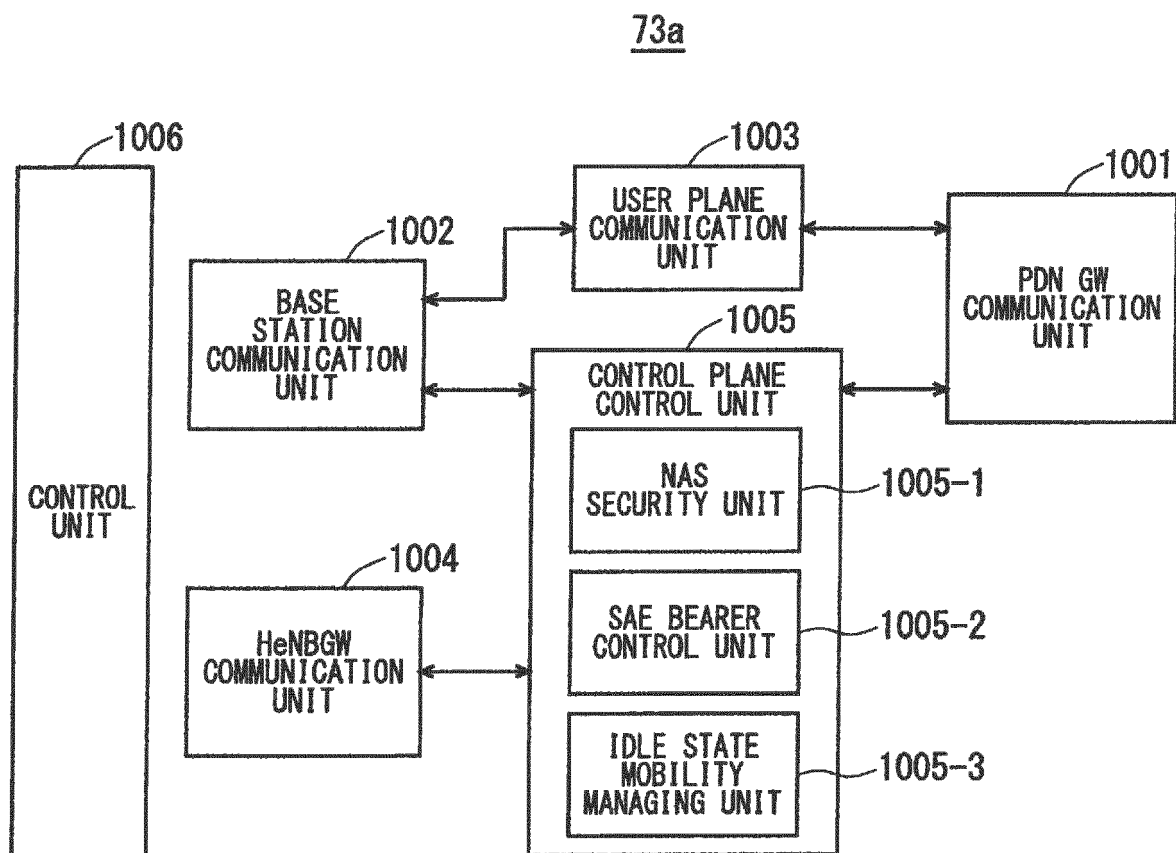 73a
1006
CONTROL
UNIT
1002
BASE
STATION
COMMUNICATION
UNIT
1003
USER PLANE
COMMUNICATION
UNIT
1001
PDN GW
COMMUNICATION
UNIT
1005
CONTROL PLANE
CONTROL UNIT
NAS
SECURITY UNIT
1005-1
SAE BEARER
CONTROL UNIT
1005-2
IDLE STATE
MOBILITY
MANAGING UNIT
1005-3
1004
HeNBGW
COMMUNICATION
UNIT